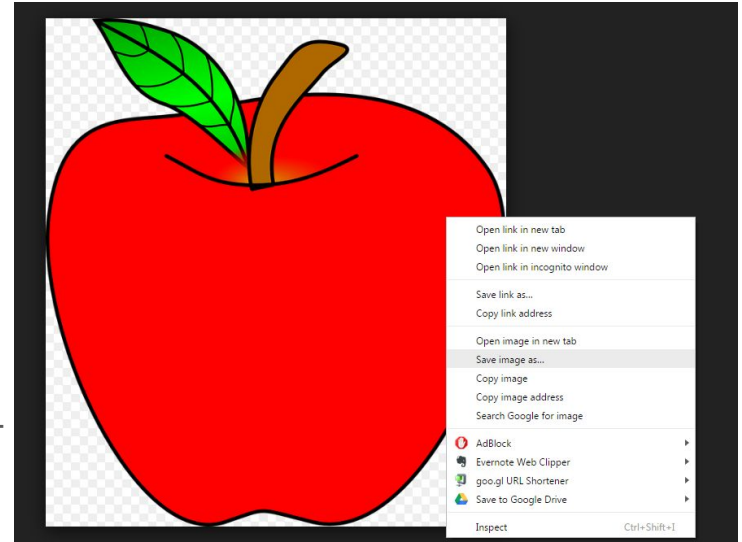 Open link in new tab
Open link in new window
Open link in incognito window
Save link as...
Copy link address
Open image in new tab
Save image as...
Copy image
Copy image address
Search Google for image
AdBlock
Evernote Web Clipper
goo.gl URL Shortener
Save to Google Drive
Inspect Ctrl+Shift+I